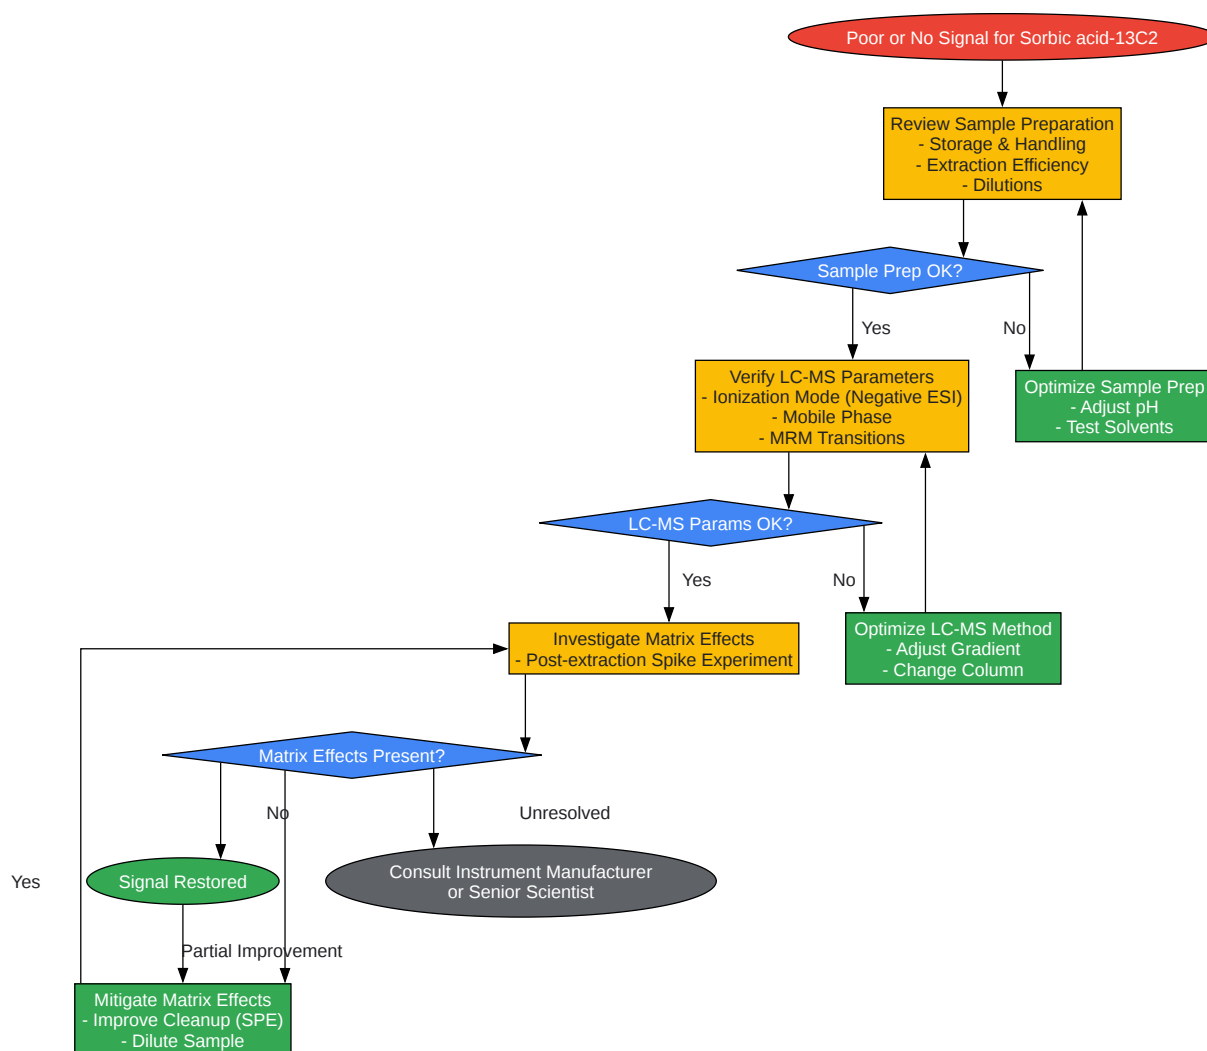 Poor or No Signal for Sorbic acid-13C2
Review Sample Preparation
- Storage & Handling
- Extraction Efficiency
- Dilutions
Sample Prep OK?
Yes
No
Verify LC-MS Parameters
- Ionization Mode (Negative ESI)
- Mobile Phase
- MRM Transitions
Optimize Sample Prep
- Adjust pH
- Test Solvents
LC-MS Params OK?
Yes
No
Investigate Matrix Effects
- Post-extraction Spike Experiment
Optimize LC-MS Method
- Adjust Gradient
- Change Column
Matrix Effects Present?
No
Unresolved
Yes
Signal Restored
Consult Instrument Manufacturer
or Senior Scientist
Partial Improvement
Mitigate Matrix Effects
- Improve Cleanup (SPE)
- Dilute Sample